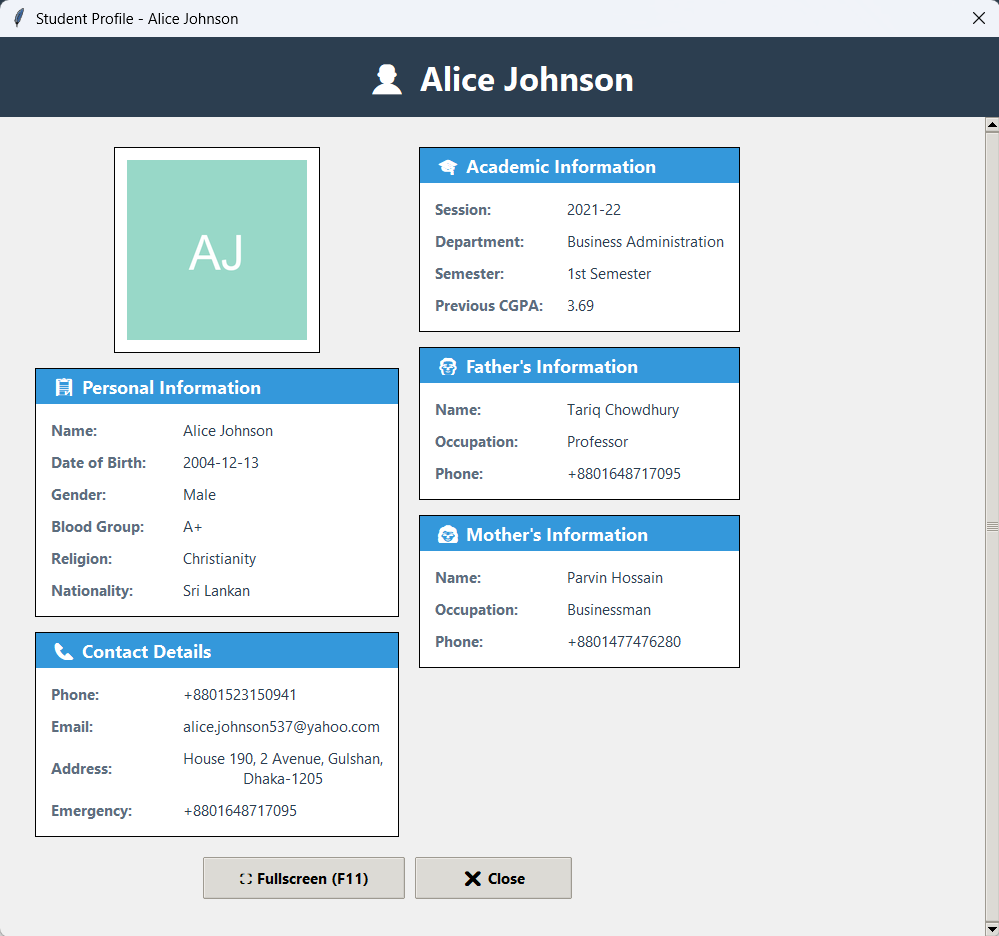 Student Profile - Alice Johnson
Alice Johnson
AJ
Personal Information
Name: Alice Johnson
Date of Birth: 2004-12-13
Gender: Male
Blood Group: A+
Religion: Christianity
Nationality: Sri Lankan
Contact Details
Phone: +8801523150941
Email: alice.johnson537@yahoo.com
Address: House 190, 2 Avenue, Gulshan,
Dhaka-1205
Emergency: +8801648717095
Academic Information
Session: 2021-22
Department: Business Administration
Semester: 1st Semester
Previous CGPA: 3.69
Father's Information
Name: Tariq Chowdhury
Occupation: Professor
Phone: +8801648717095
Mother's Information
Name: Parvin Hossain
Occupation: Businessman
Phone: +8801477476280
Fullscreen (F11)
Close